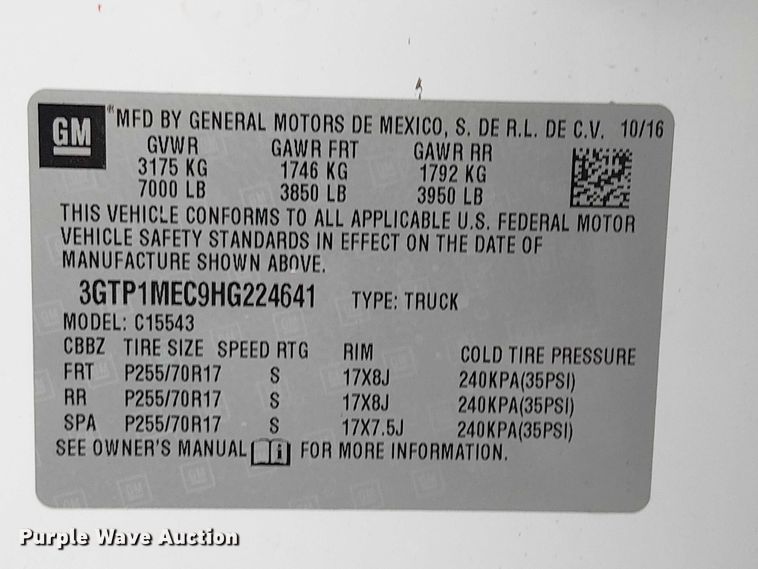 GM
MFD BY GENERAL MOTORS DE MEXICO, S. DE R.L. DE C.V. 10/16
GVWR GAWR FRT GAWR RR
3175 KG 1746 KG 1792 KG
7000 LB 3850 LB 3950 LB
THIS VEHICLE CONFORMS TO ALL APPLICABLE U.S. FEDERAL MOTOR
VEHICLE SAFETY STANDARDS IN EFFECT ON THE DATE OF
MANUFACTURE SHOWN ABOVE.
3GTP1MEC9HG224641 TYPE: TRUCK
MODEL: C15543
CBBZ TIRE SIZE SPEED RTG RIM COLD TIRE PRESSURE
FRT P255/70R17 S 17X8J 240KPA(35PSI)
RR P255/70R17 S 17X8J 240KPA(35PSI)
SPA P255/70R17 S 17X7.5J 240KPA(35PSI)
SEE OWNER'S MANUAL i FOR MORE INFORMATION.
Purple Wave Auction